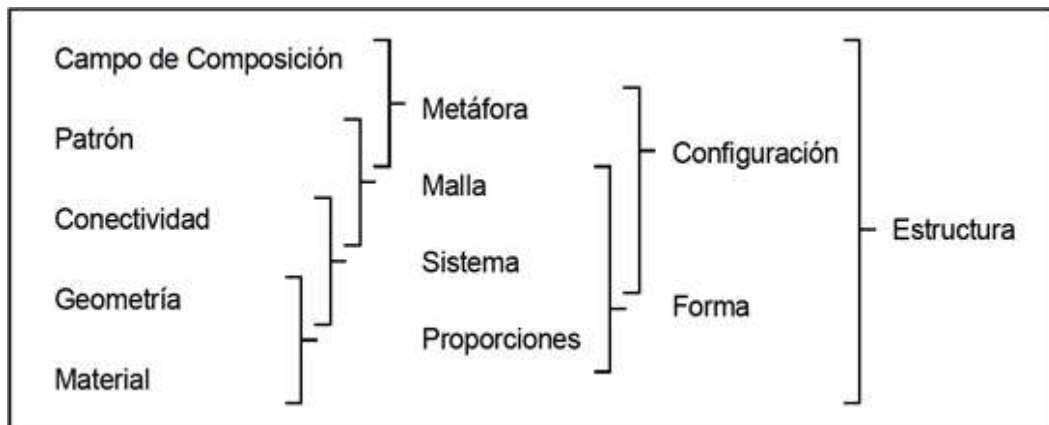 Campo de Composición
Patrón
Conectividad
Geometría
Material
Metáfora
Malla
Sistema
Proporciones
Configuración
Forma
Estructura